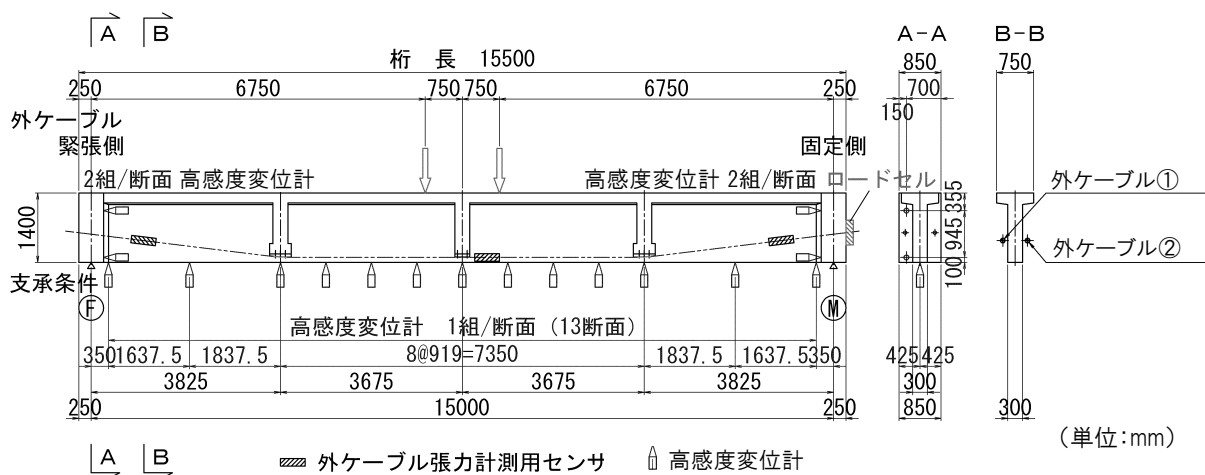 A B
A-A B-B
桁 長 15500
850 750
250 6750 750 750 6750 250
700
150
外ケーブル
緊張側
固定側
2組/断面 高感度変位計
高感度変位計 2組/断面 ロードセル
外ケーブル①
1400
355
945
100
外ケーブル②
支承条件
F
M
高感度変位計 1組/断面（13断面）
350 1637.5 1837.5 8@919=7350 1837.5 1637.5 350
425 425
3825 3675 3675 3825
300
250 15000 250
850 300
（単位:mm）
A B
外ケーブル張力計測用センサ 高感度変位計